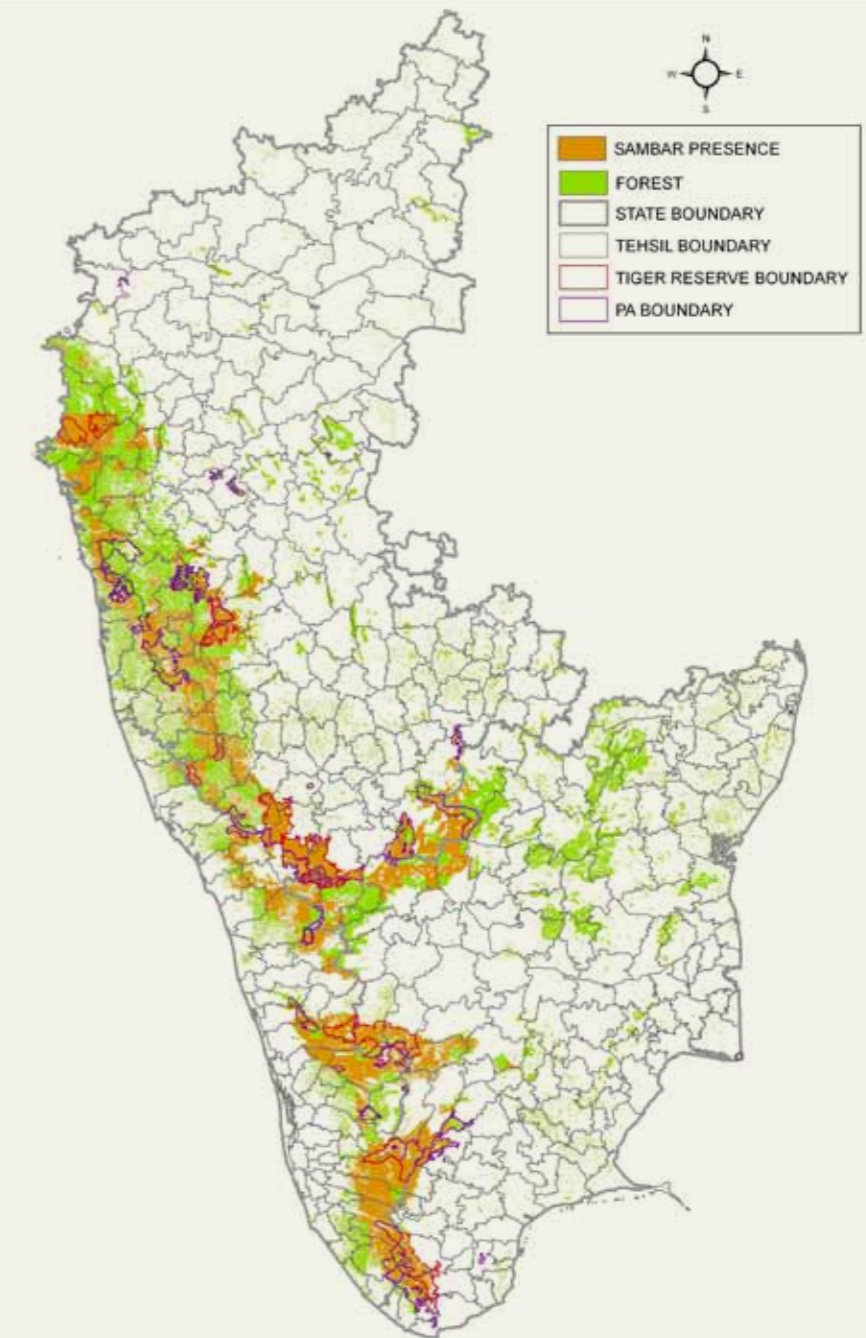 N
W E
S
SAMBAR PRESENCE
FOREST
STATE BOUNDARY
TEHSIL BOUNDARY
TIGER RESERVE BOUNDARY
PA BOUNDARY